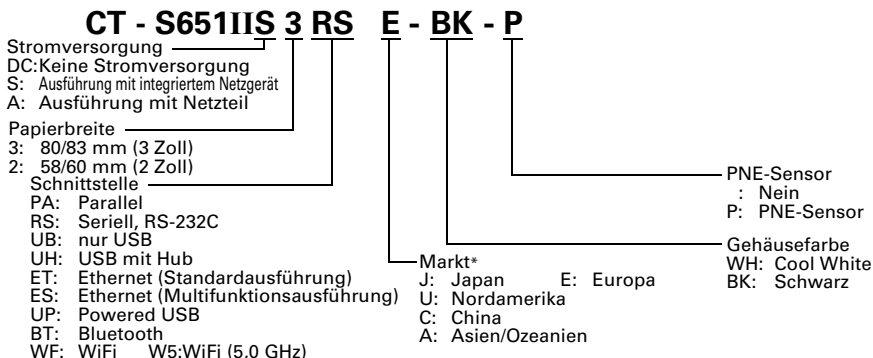 CT - S651IIS 3 RS E - BK - P
Stromversorgung
DC:Keine Stromversorgung
S: Ausführung mit integriertem Netzgerät
A: Ausführung mit Netzteil
Papierbreite
3: 80/83 mm (3 Zoll)
2: 58/60 mm (2 Zoll)
Schnittstelle
PA: Parallel
RS: Seriell, RS-232C
UB: nur USB
UH: USB mit Hub
ET: Ethernet (Standardausführung)
ES: Ethernet (Multifunktionsausführung)
UP: Powered USB
BT: Bluetooth
WF: WiFi W5:WiFi (5,0 GHz)
Markt*
J: Japan E: Europa
U: Nordamerika
C: China
A: Asien/Ozeanien
PNE-Sensor
: Nein
P: PNE-Sensor
Gehäusefarbe
WH: Cool White
BK: Schwarz